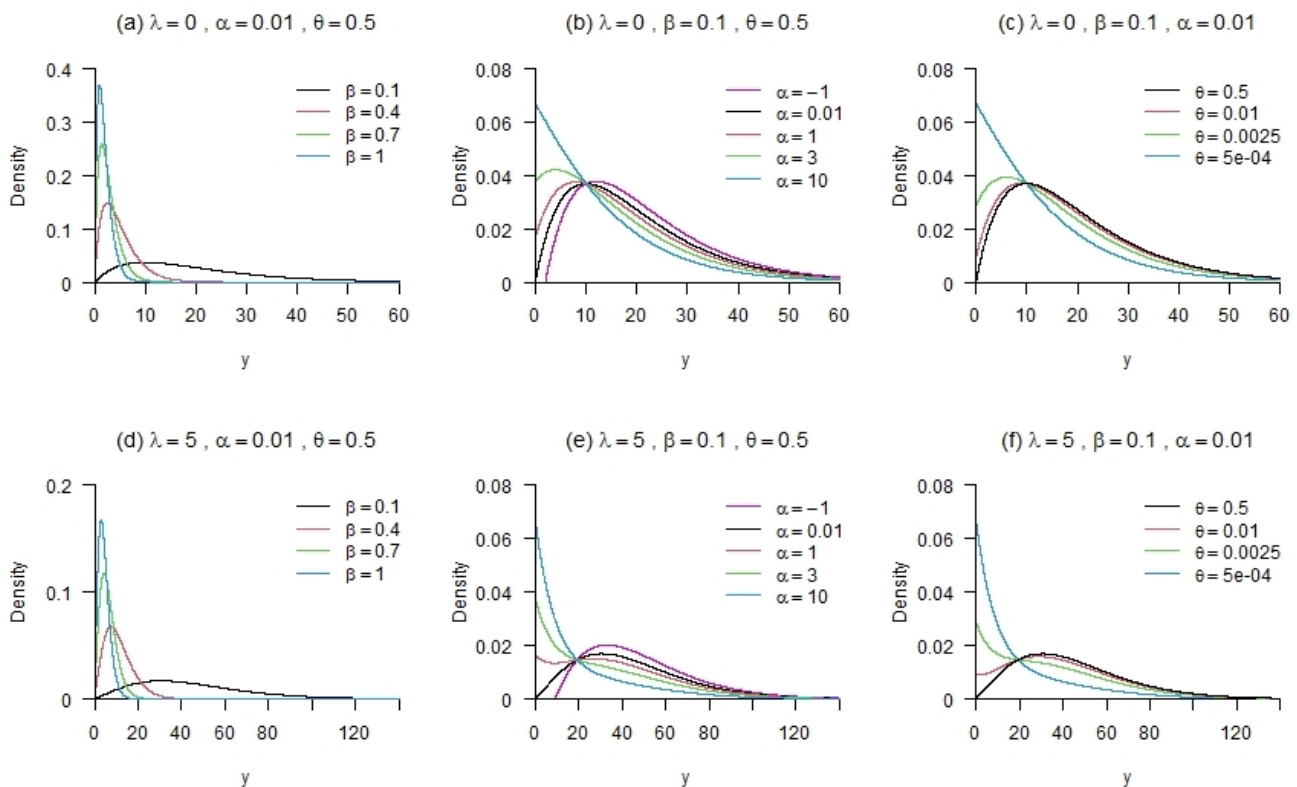 (a) λ = 0 , α = 0.01 , θ = 0.5
Density
0.4
0.3
0.2
0.1
0
β = 0.1
β = 0.4
β = 0.7
β = 1
0 10 20 30 40 50 60
y
(b) λ = 0 , β = 0.1 , θ = 0.5
Density
0.08
0.06
0.04
0.02
0
α = −1
α = 0.01
α = 1
α = 3
α = 10
0 10 20 30 40 50 60
y
(c) λ = 0 , β = 0.1 , α = 0.01
Density
0.08
0.06
0.04
0.02
0
θ = 0.5
θ = 0.01
θ = 0.0025
θ = 5e−04
0 10 20 30 40 50 60
y
(d) λ = 5 , α = 0.01 , θ = 0.5
Density
0.2
0.1
0
β = 0.1
β = 0.4
β = 0.7
β = 1
0 20 40 60 80 120
y
(e) λ = 5 , β = 0.1 , θ = 0.5
Density
0.08
0.06
0.04
0.02
0
α = −1
α = 0.01
α = 1
α = 3
α = 10
0 20 40 60 80 120
y
(f) λ = 5 , β = 0.1 , α = 0.01
Density
0.08
0.06
0.04
0.02
0
θ = 0.5
θ = 0.01
θ = 0.0025
θ = 5e−04
0 20 40 60 80 120
y